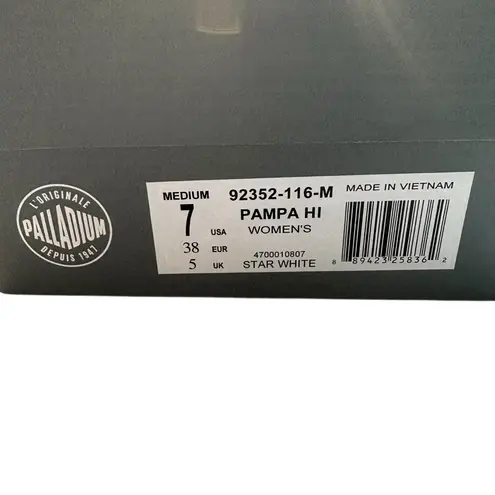 L'ORIGINALE
PALLADIUM
DEPUIS 1947
MEDIUM 92352-116-M MADE IN VIETNAM
7 USA PAMPA HI
WOMEN'S
38 EUR 4700010807
5 UK STAR WHITE
8 89423 25836 2